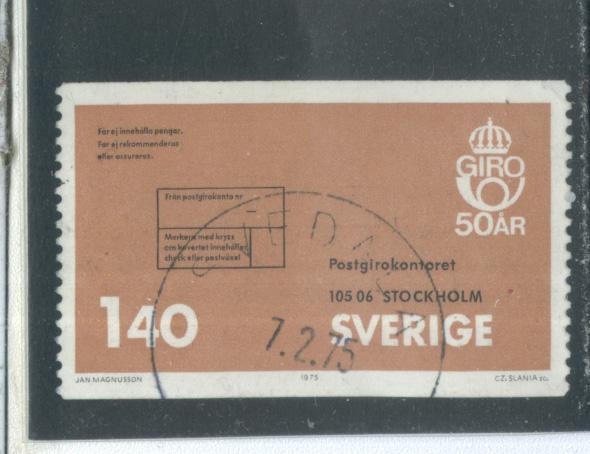 Får ej innehålla pengar.
Får ej rekommenderas
eller assureras.
GIRO
50 ÅR
Från postgirokonto nr
Markera med kryss
om kuvertet innehåller
check eller postväxel
Postgirokontoret
105 06 STOCKHOLM
140
SVERIGE
7.2.75
JAN MAGNUSSON
1975
CZ. SLANIA sc.